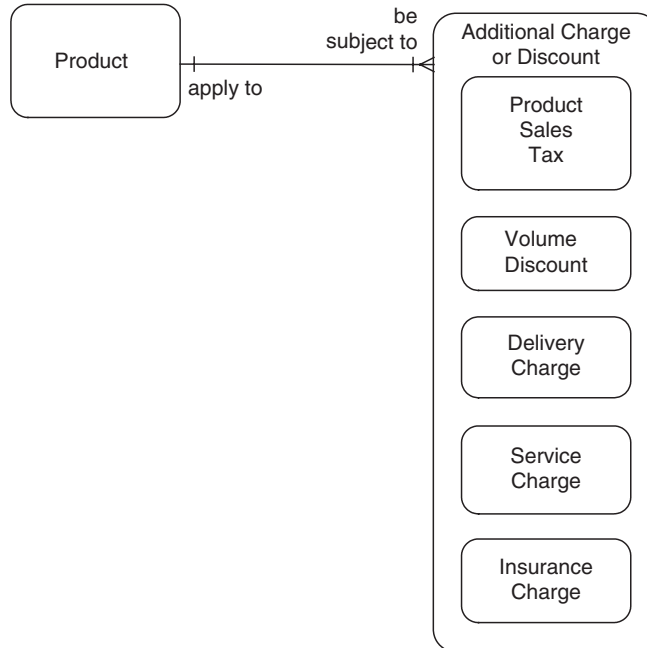 Product
apply to
be
subject to
Additional Charge
or Discount
Product
Sales
Tax
Volume
Discount
Delivery
Charge
Service
Charge
Insurance
Charge